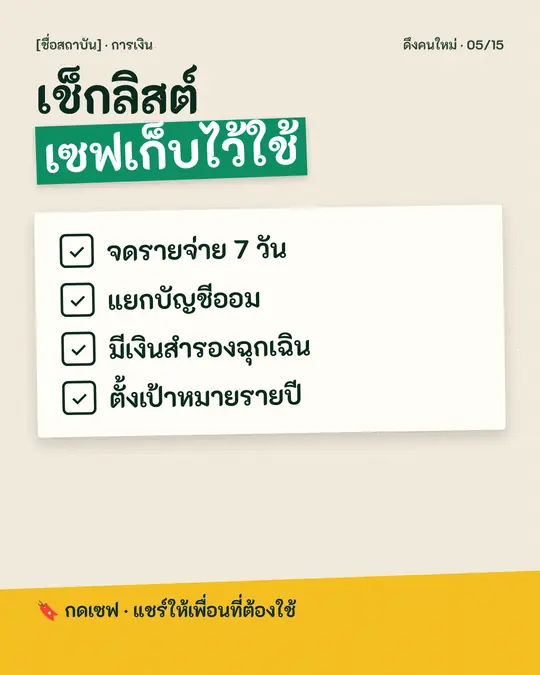 [ชื่อสถาบัน] · การเงิน
ดึงคนใหม่ · 05/15
เช็กลิสต์
เซฟเก็บไว้ใช้
จดรายจ่าย 7 วัน
แยกบัญชีออม
มีเงินสำรองฉุกเฉิน
ตั้งเป้าหมายรายปี
กดเซฟ · แชร์ให้เพื่อนที่ต้องใช้